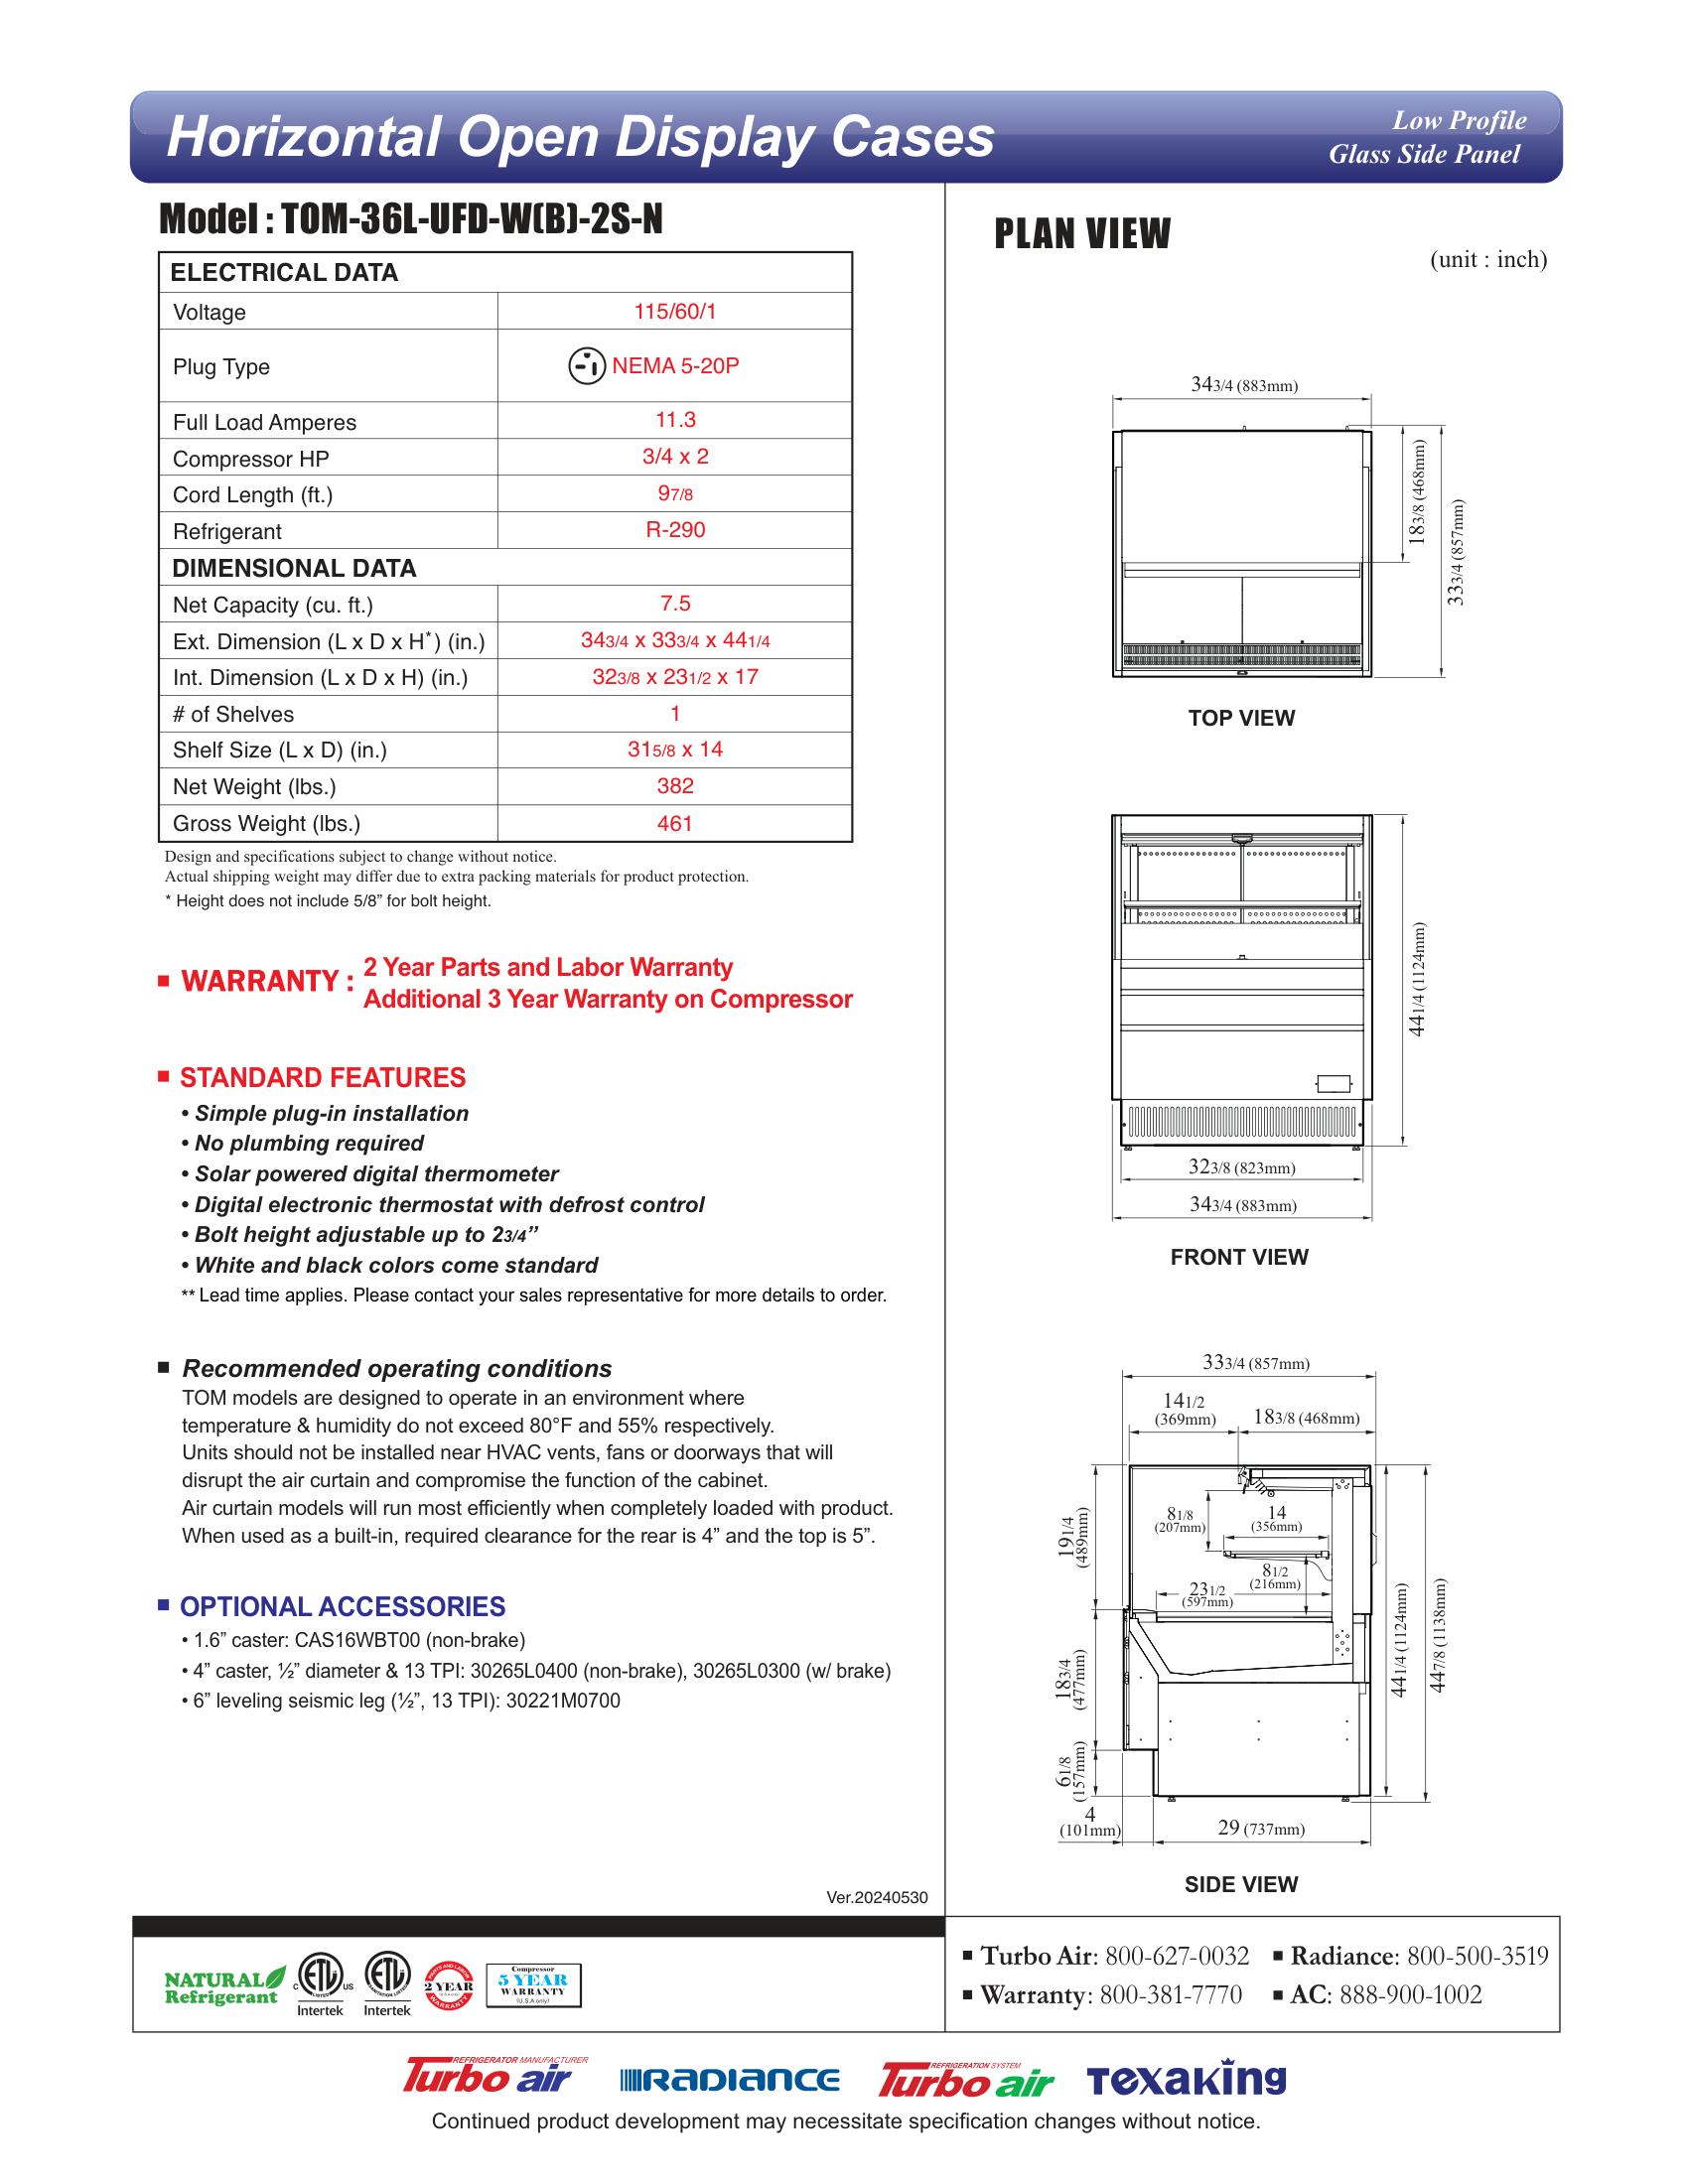 Horizontal Open Display Cases
Low Profile
Glass Side Panel
Model : TOM-36L-UFD-W(B)-2S-N
ELECTRICAL DATA
Voltage 115/60/1
Plug Type NEMA 5-20P
Full Load Amperes 11.3
Compressor HP 3/4 x 2
Cord Length (ft.) 9 7/8
Refrigerant R-290
DIMENSIONAL DATA
Net Capacity (cu. ft.) 7.5
Ext. Dimension (L x D x H*) (in.) 34 3/4 x 33 3/4 x 44 1/4
Int. Dimension (L x D x H) (in.) 32 3/8 x 23 1/2 x 17
# of Shelves 1
Shelf Size (L x D) (in.) 31 5/8 x 14
Net Weight (lbs.) 382
Gross Weight (lbs.) 461
Design and specifications subject to change without notice.
Actual shipping weight may differ due to extra packing materials for product protection.
* Height does not include 5/8” for bolt height.
■ WARRANTY : 2 Year Parts and Labor Warranty
Additional 3 Year Warranty on Compressor
■ STANDARD FEATURES
• Simple plug-in installation
• No plumbing required
• Solar powered digital thermometer
• Digital electronic thermostat with defrost control
• Bolt height adjustable up to 2 3/4”
• White and black colors come standard
** Lead time applies. Please contact your sales representative for more details to order.
■ Recommended operating conditions
TOM models are designed to operate in an environment where
temperature & humidity do not exceed 80°F and 55% respectively.
Units should not be installed near HVAC vents, fans or doorways that will
disrupt the air curtain and compromise the function of the cabinet.
Air curtain models will run most efficiently when completely loaded with product.
When used as a built-in, required clearance for the rear is 4” and the top is 5”.
■ OPTIONAL ACCESSORIES
• 1.6” caster: CAS16WBT00 (non-brake)
• 4” caster, ½” diameter & 13 TPI: 30265L0400 (non-brake), 30265L0300 (w/ brake)
• 6” leveling seismic leg (½”, 13 TPI): 30221M0700
Ver.20240530
PLAN VIEW
(unit : inch)
34 3/4 (883mm)
18 3/8 (468mm)
33 3/4 (857mm)
TOP VIEW
44 1/4 (1124mm)
32 3/8 (823mm)
34 3/4 (883mm)
FRONT VIEW
33 3/4 (857mm)
14 1/2
(369mm)
18 3/8 (468mm)
19 1/4
(489mm)
8 1/8
(207mm)
14
(356mm)
8 1/2
(216mm)
23 1/2
(597mm)
18 3/4
(477mm)
44 1/4 (1124mm)
44 7/8 (1138mm)
6 1/8
(157mm)
4
(101mm)
29 (737mm)
SIDE VIEW
NATURAL
Refrigerant
C ETL US
LISTED
Intertek
ETL
SANITATION LISTED
Intertek
PARTS AND LABOR
2 YEAR
WARRANTY
Compressor
5 YEAR
WARRANTY
(U.S.A only)
■ Turbo Air: 800-627-0032 ■ Radiance: 800-500-3519
■ Warranty: 800-381-7770 ■ AC: 888-900-1002
REFRIGERATOR MANUFACTURER
Turbo air
RADIANCE
REFRIGERATION SYSTEM
Turbo air
TEXAKING
Continued product development may necessitate specification changes without notice.